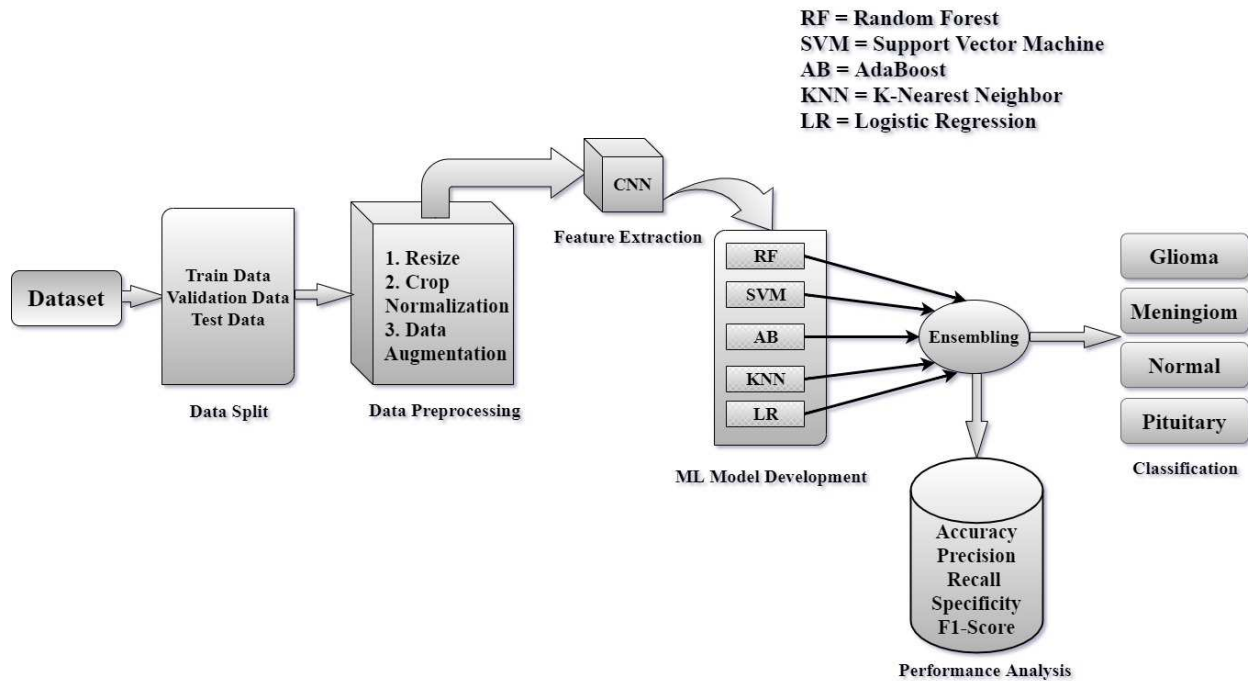 RF = Random Forest
SVM = Support Vector Machine
AB = AdaBoost
KNN = K-Nearest Neighbor
LR = Logistic Regression
Dataset
Train Data
Validation Data
Test Data
Data Split
1. Resize
2. Crop
Normalization
3. Data
Augmentation
Data Preprocessing
CNN
Feature Extraction
RF
SVM
AB
KNN
LR
ML Model Development
Ensembling
Glioma
Meningiom
Normal
Pituitary
Classification
Accuracy
Precision
Recall
Specificity
F1-Score
Performance Analysis